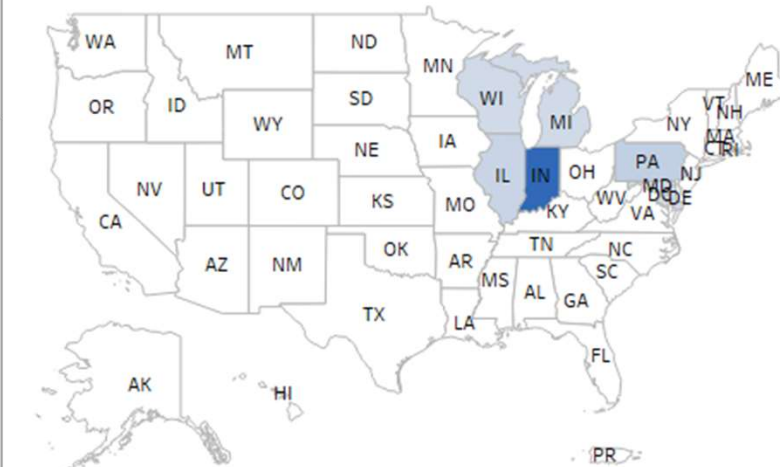 WA
MT
ND
MN
ME
OR
ID
SD
WI
VT
NH
WY
MI
NY
MA
IA
CT
RI
NE
PA
NV
UT
CO
IL
IN
OH
NJ
MD
DC
DE
KS
MO
WV
KY
VA
CA
TN
NC
OK
AR
SC
AZ
NM
MS
AL
GA
TX
LA
FL
AK
HI
PR